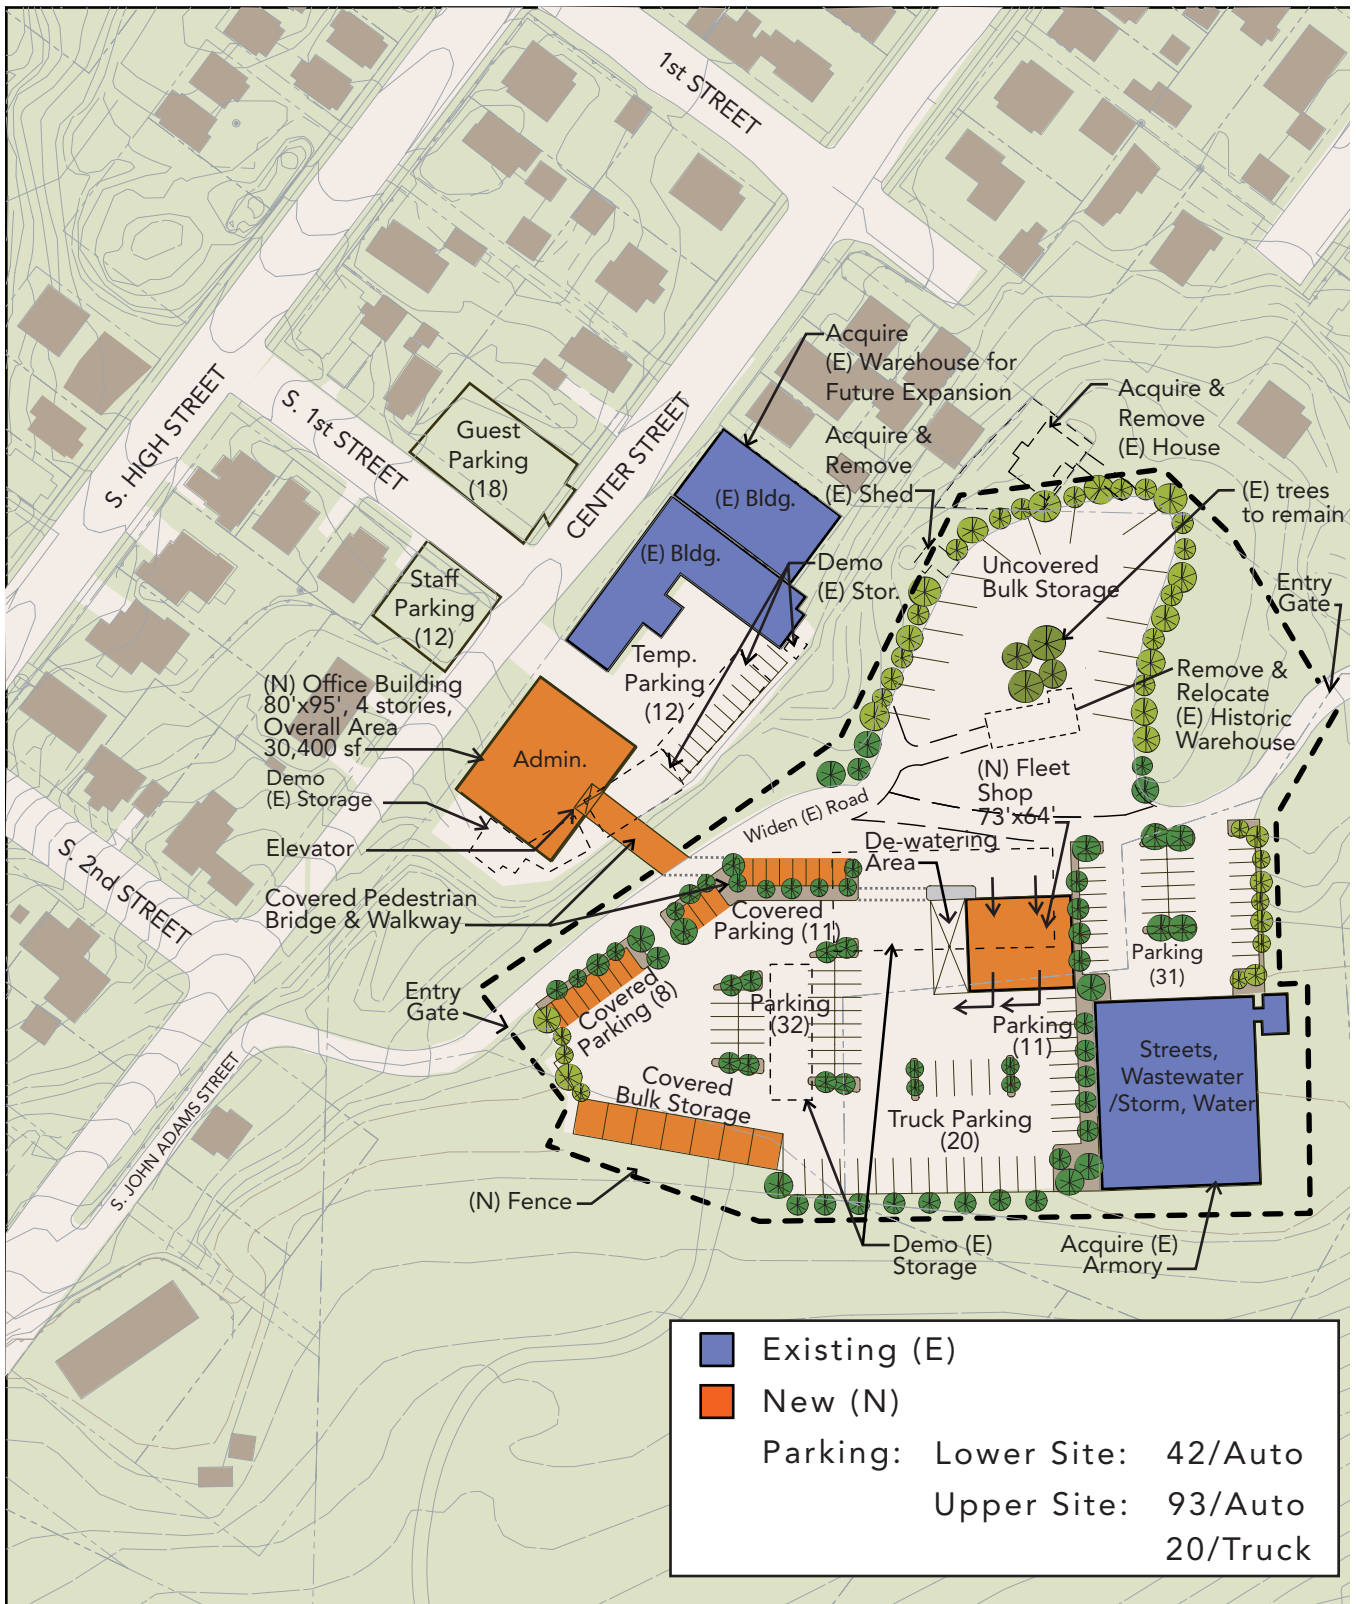 1st STREET
S. HIGH STREET
S. 1st STREET
CENTER STREET
Guest
Parking
(18)
Staff
Parking
(12)
Acquire
(E) Warehouse for
Future Expansion
Acquire &
Remove
(E) Shed
Acquire &
Remove
(E) House
(E) trees
to remain
(E) Bldg.
(E) Bldg.
Demo
(E) Stor.
Uncovered
Bulk Storage
Entry
Gate
Temp.
Parking
(12)
Remove &
Relocate
(E) Historic
Warehouse
(N) Office Building
80'x95', 4 stories,
Overall Area
30,400 sf
Admin.
Demo
(E) Storage
Elevator
Covered Pedestrian
Bridge & Walkway
Widen (E) Road
(N) Fleet
Shop
73'x64'
De-watering
Area
S. 2nd STREET
Covered
Parking (11)
Parking
(31)
Entry
Gate
Covered
Parking (8)
Parking
(32)
Parking
(11)
Streets,
Wastewater
/Storm, Water
Covered
Bulk Storage
Truck Parking
(20)
S. JOHN ADAMS STREET
(N) Fence
Demo (E)
Storage
Acquire (E)
Armory
Existing (E)
New (N)
Parking: Lower Site: 42/Auto
Upper Site: 93/Auto
20/Truck